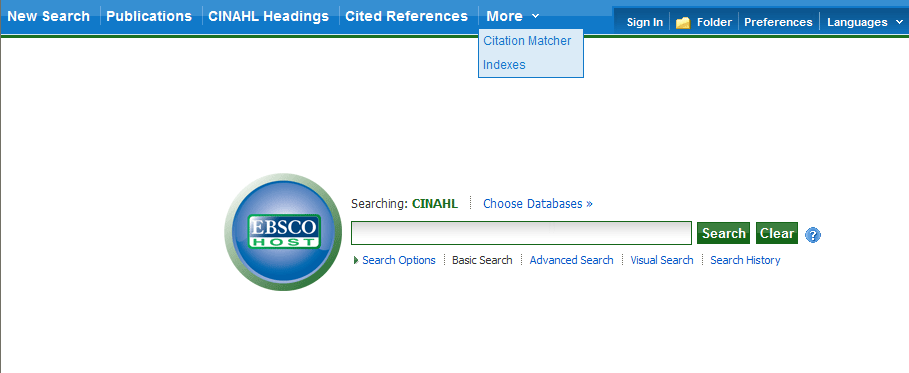 New Search Publications CINAHL Headings Cited References More Sign In Folder Preferences Languages
Citation Matcher
Indexes
Searching: CINAHL Choose Databases »
EBSCO
HOST
Search Clear ?
Search Options Basic Search Advanced Search Visual Search Search History